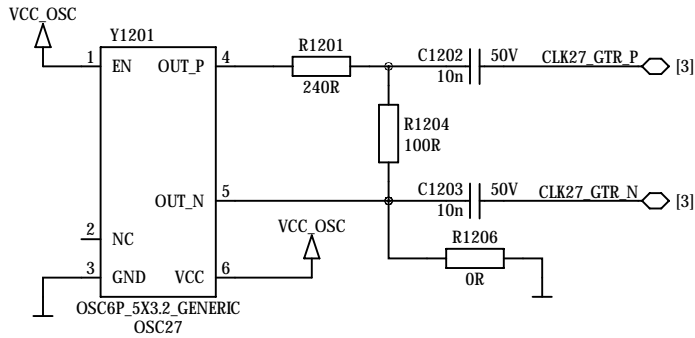 VCC_OSC
Y1201
1 EN OUT_P 4
R1201
240R
C1202 50V
10n
CLK27_GTR_P [3]
R1204
100R
OUT_N 5
C1203 50V
10n
CLK27_GTR_N [3]
2 NC
VCC_OSC
R1206
0R
3 GND VCC 6
OSC6P_5X3.2_GENERIC
OSC27